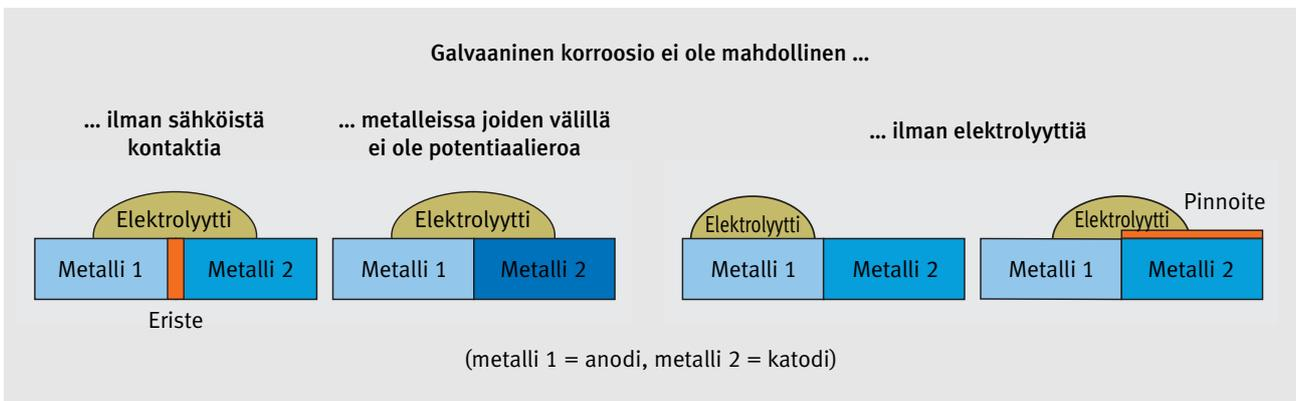 Galvaaninen korroosio ei ole mahdollinen ...
... ilman sähköistä
kontaktia
Elektrolyytti
Metalli 1
Metalli 2
Eriste
... metalleissa joiden välillä
ei ole potentiaalieroa
Elektrolyytti
Metalli 1
Metalli 2
... ilman elektrolyyttiä
Elektrolyytti
Metalli 1
Metalli 2
Elektrolyytti
Pinnoite
Metalli 1
Metalli 2
(metalli 1 = anodi, metalli 2 = katodi)